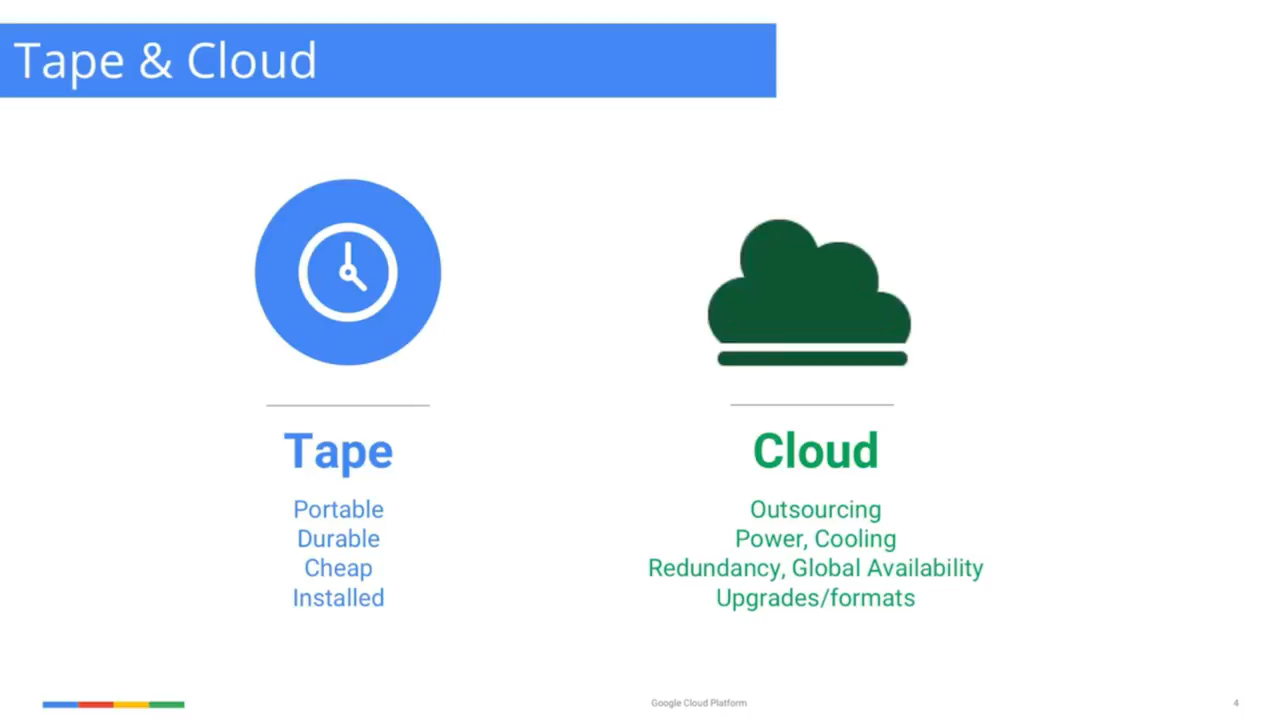 Tape & Cloud
Tape
Portable
Durable
Cheap
Installed
Cloud
Outsourcing
Power, Cooling
Redundancy, Global Availability
Upgrades/formats
Google Cloud Platform
4